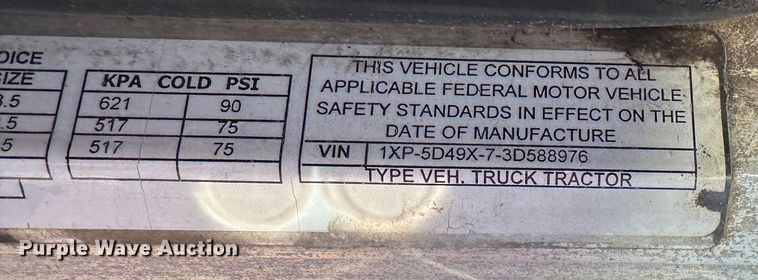 OICE
SIZE
KPA COLD PSI
.5
621 90
.5
517 75
.5
517 75
THIS VEHICLE CONFORMS TO ALL
APPLICABLE FEDERAL MOTOR VEHICLE
SAFETY STANDARDS IN EFFECT ON THE
DATE OF MANUFACTURE
VIN 1XP-5D49X-7-3D588976
TYPE VEH. TRUCK TRACTOR
Purple Wave Auction